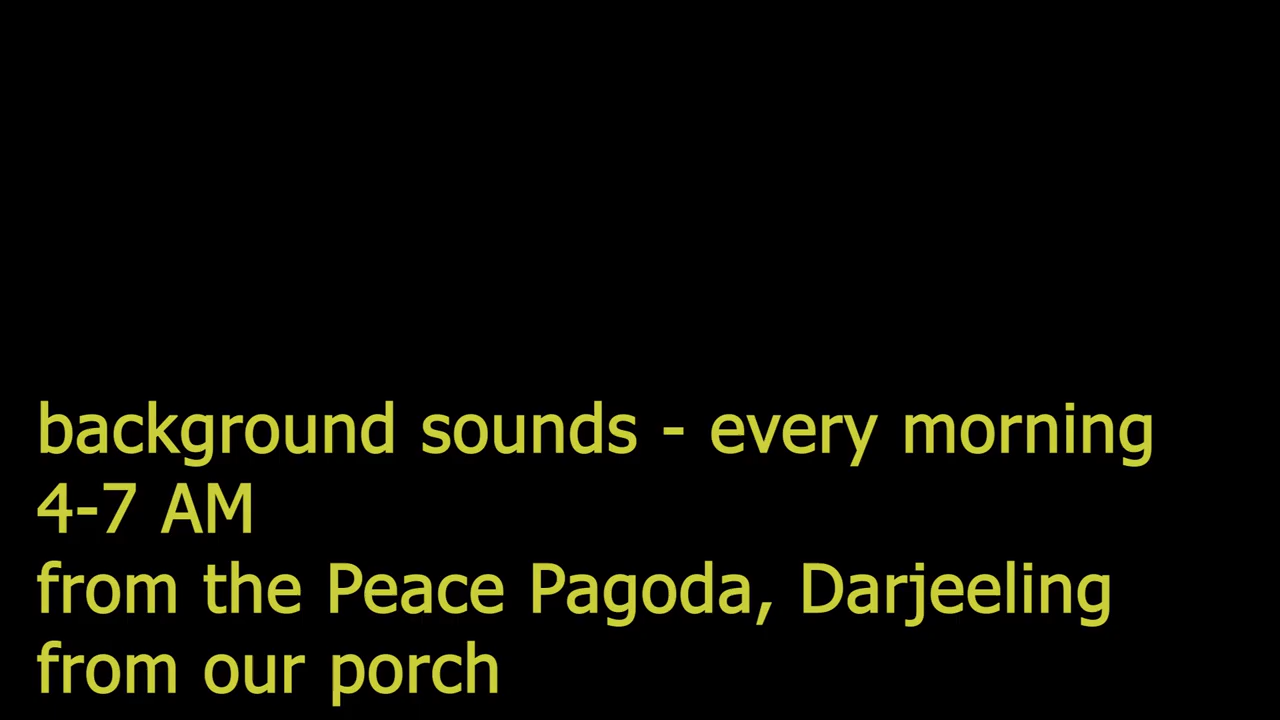 background sounds - every morning
4-7 AM
from the Peace Pagoda, Darjeeling
from our porch